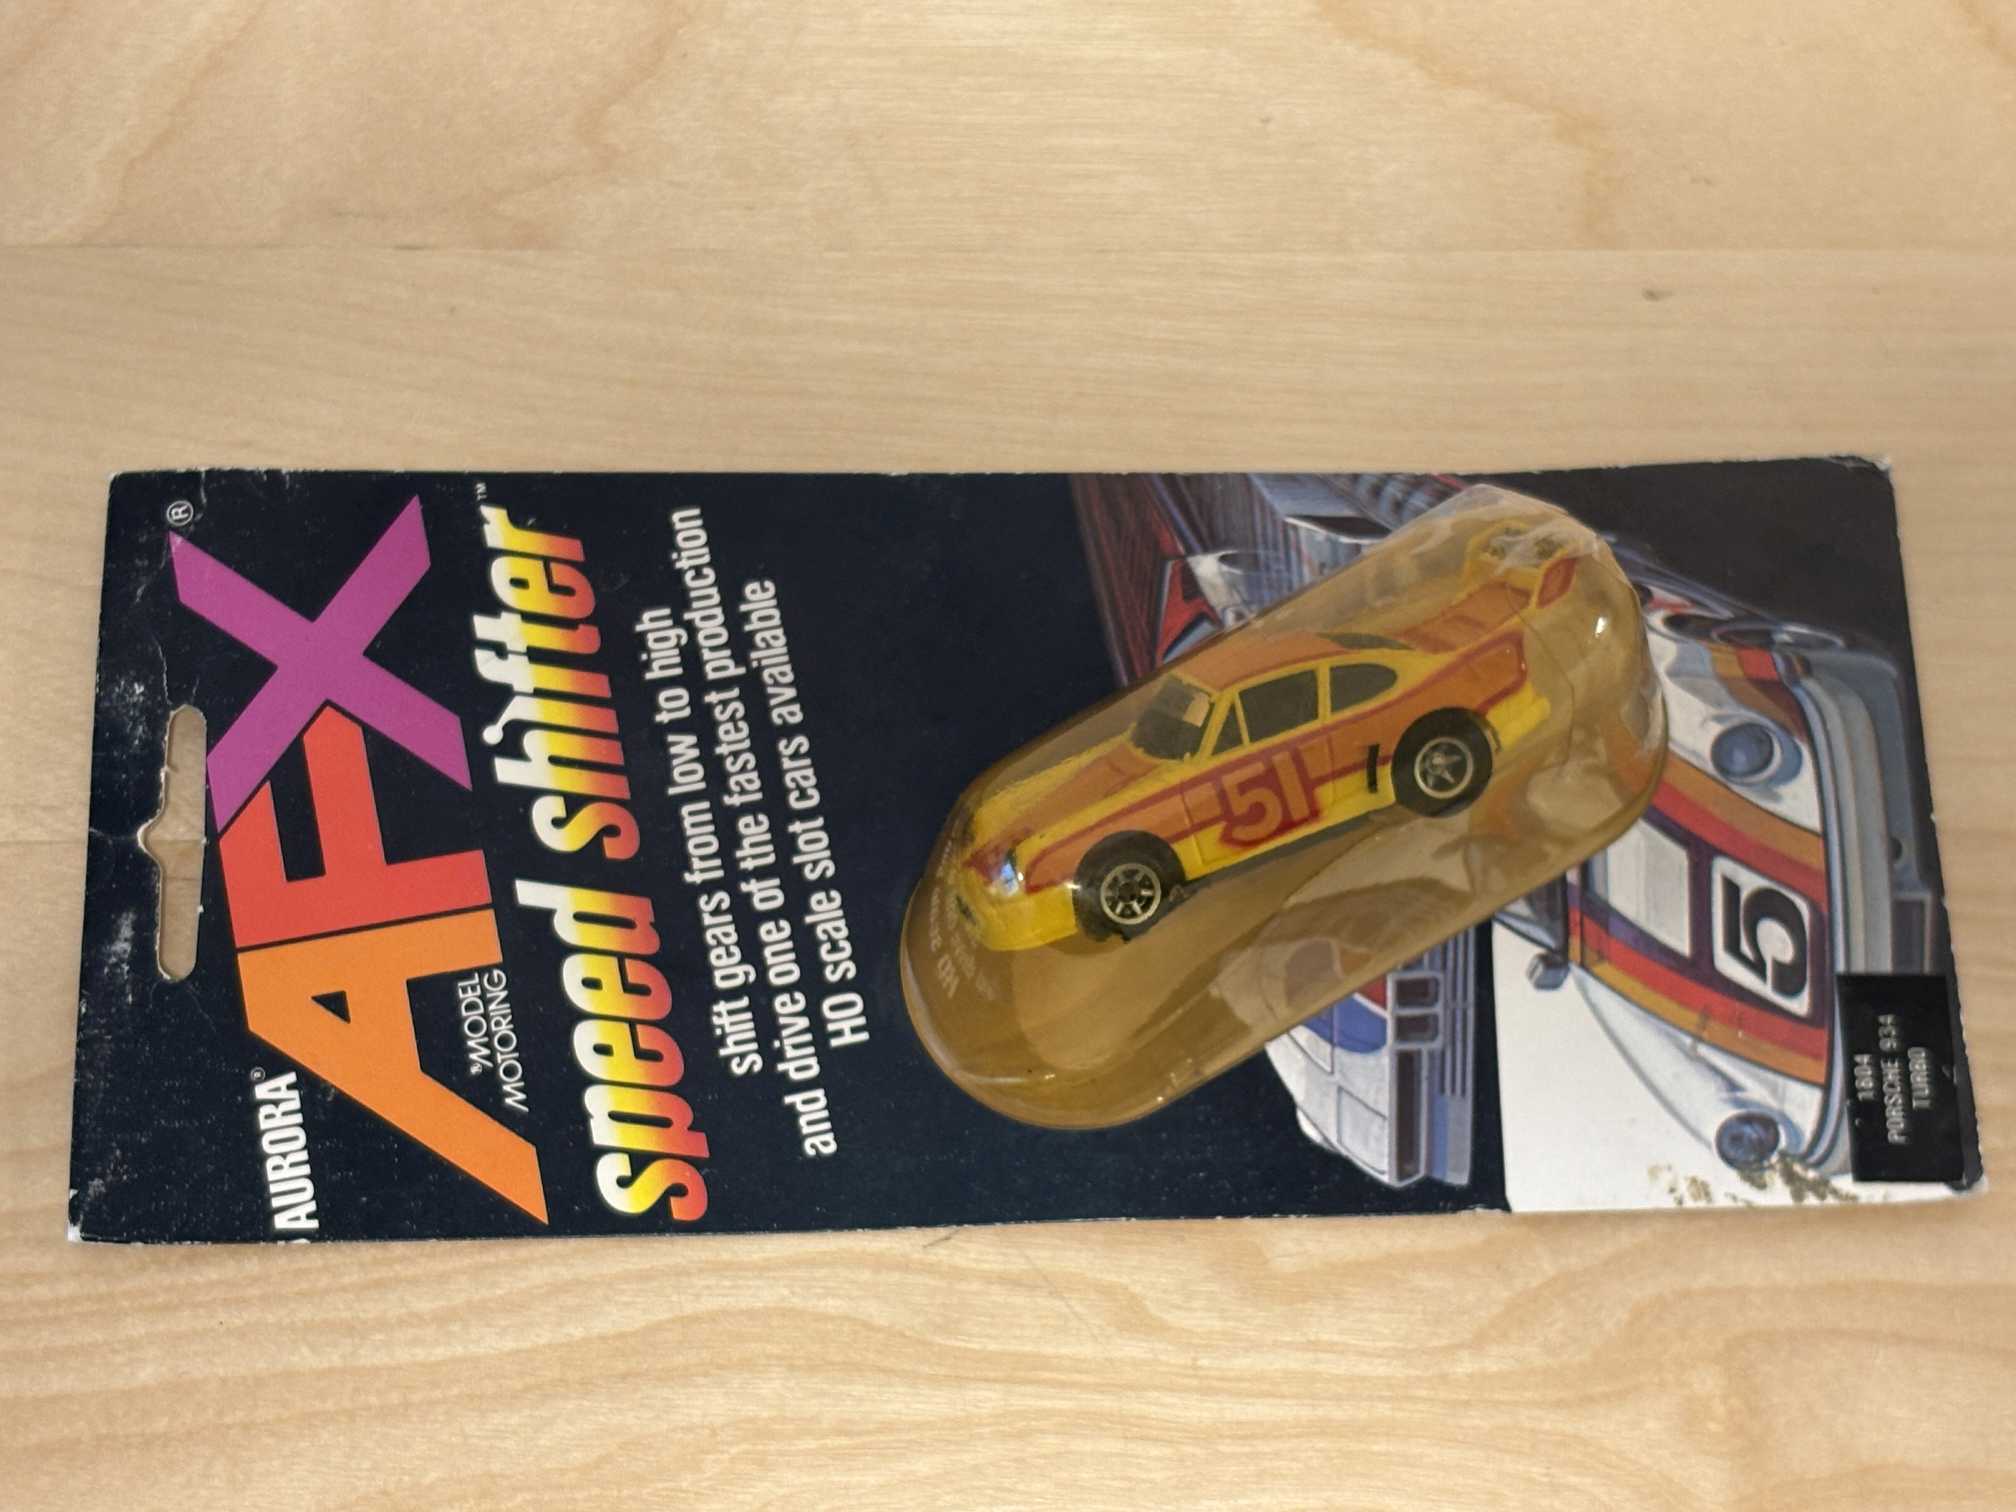 AURORA®
AFX®
®MODEL
MOTORING
speed shifter™
shift gears from low to high
and drive one of the fastest production
HO scale slot cars available
51
5
1804
PORSCHE 934
TURBO